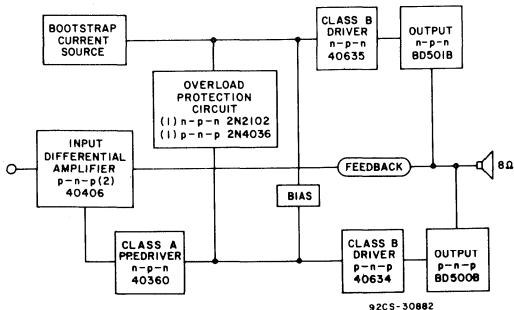 BOOTSTRAP
CURRENT
SOURCE
CLASS B
DRIVER
n-p-n
40635
OUTPUT
n-p-n
BD501B
OVERLOAD
PROTECTION
CIRCUIT
(1) n-p-n 2N2102
(1) p-n-p 2N4036
INPUT
DIFFERENTIAL
AMPLIFIER
p-n-p(2)
40406
FEEDBACK
8Ω
BIAS
CLASS A
PREDRIVER
n-p-n
40360
CLASS B
DRIVER
p-n-p
40634
OUTPUT
p-n-p
BD500B
92CS-30882